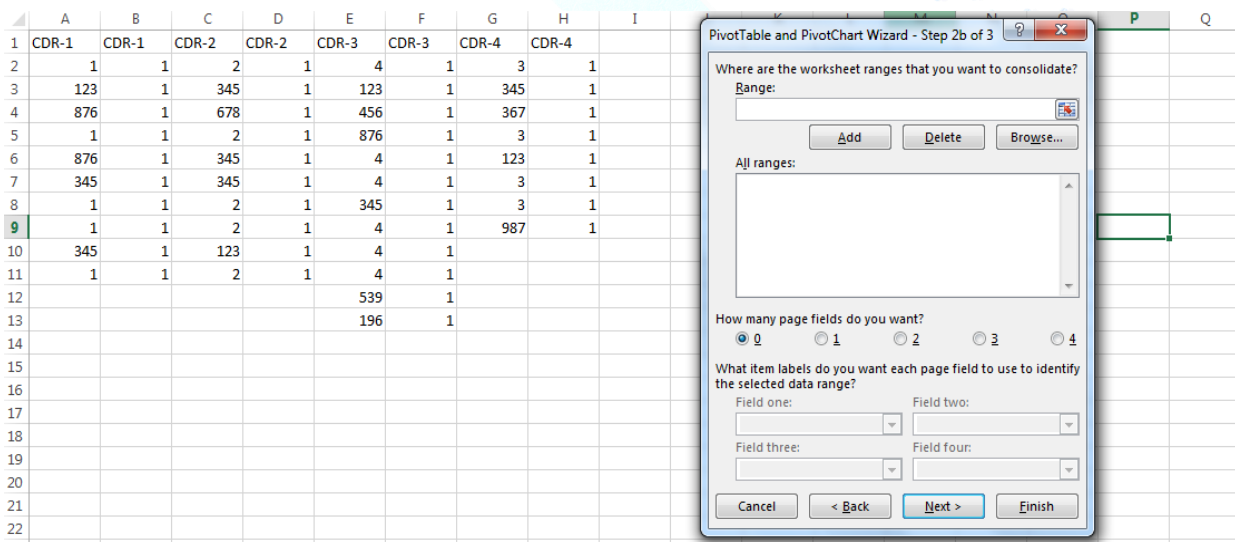 A B C D E F G H I M N P Q
1 CDR-1 CDR-1 CDR-2 CDR-2 CDR-3 CDR-3 CDR-4 CDR-4
2 1 1 2 1 4 1 3 1
3 123 1 345 1 123 1 345 1
4 876 1 678 1 456 1 367 1
5 1 1 2 1 876 1 3 1
6 876 1 345 1 4 1 123 1
7 345 1 345 1 4 1 3 1
8 1 1 2 1 345 1 3 1
9 1 1 2 1 4 1 987 1
10 345 1 123 1 4 1
11 1 1 2 1 4 1
12 539 1
13 196 1
14
15
16
17
18
19
20
21
22
PivotTable and PivotChart Wizard - Step 2b of 3 ?
Where are the worksheet ranges that you want to consolidate?
Range:
Add Delete Browse...
All ranges:
How many page fields do you want?
0 1 2 3 4
What item labels do you want each page field to use to identify
the selected data range?
Field one: Field two:
Field three: Field four:
Cancel < Back Next > Finish